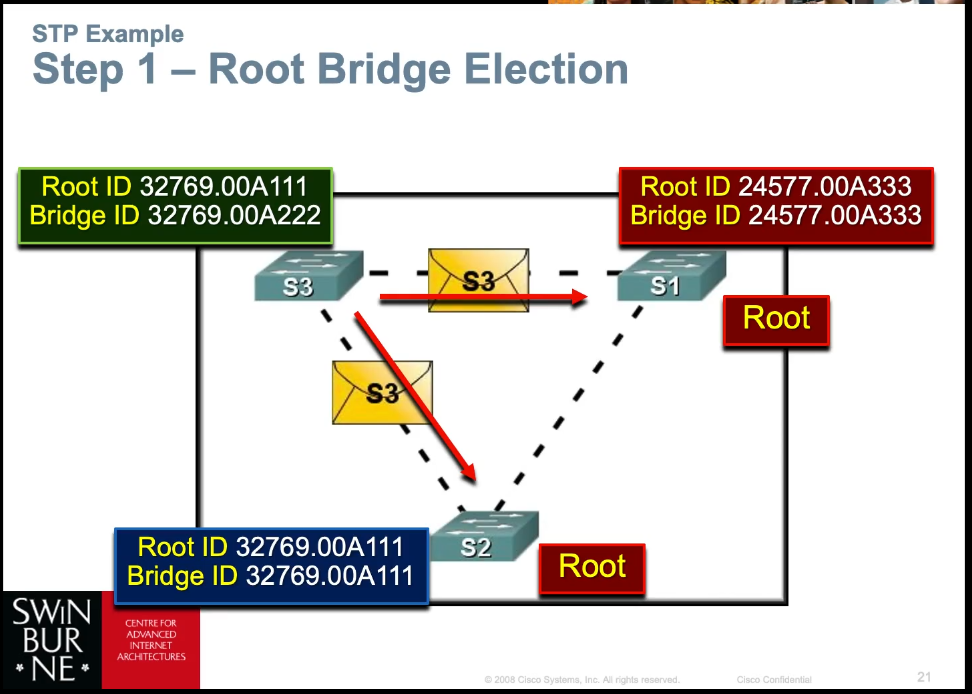 STP Example
Step 1 – Root Bridge Election
Root ID 32769.00A111
Bridge ID 32769.00A222
Root ID 24577.00A333
Bridge ID 24577.00A333
S3
S3
S1
Root
S3
S2
Root ID 32769.00A111
Bridge ID 32769.00A111
Root
SWIN
BUR
* NE *
CENTRE FOR
ADVANCED
INTERNET
ARCHITECTURES
© 2008 Cisco Systems, Inc. All rights reserved.
Cisco Confidential
21